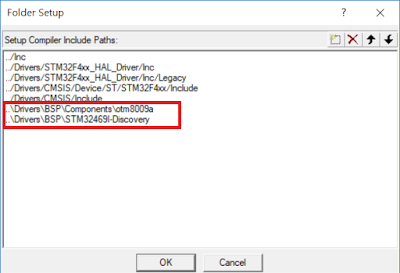 Folder Setup
? ×
Setup Compiler Include Paths:
../Inc
../Drivers/STM32F4xx_HAL_Driver/Inc
../Drivers/STM32F4xx_HAL_Driver/Inc/Legacy
../Drivers/CMSIS/Device/ST/STM32F4xx/Include
../Drivers/CMSIS/Include
..\Drivers\BSP\Components\otm8009a
..\Drivers\BSP\STM32469I-Discovery
OK Cancel